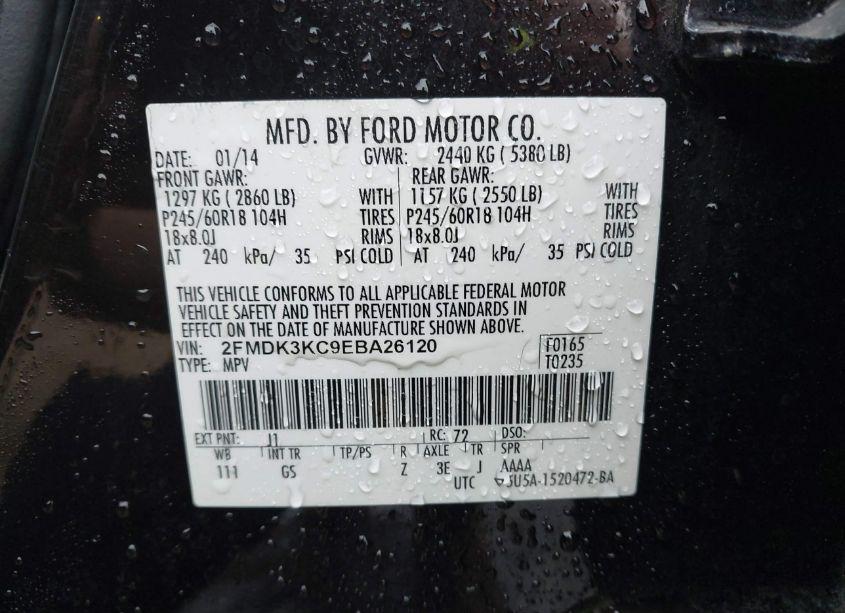 MFD. BY FORD MOTOR CO.
DATE: 01/14 GVWR: 2440 KG ( 5380 LB)
FRONT GAWR: REAR GAWR:
1297 KG ( 2860 LB) WITH 1157 KG ( 2550 LB) WITH
P245/60R18 104H TIRES P245/60R18 104H TIRES
18x8.0J RIMS 18x8.0J RIMS
AT 240 kPa/ 35 PSI COLD AT 240 kPa/ 35 PSI COLD
THIS VEHICLE CONFORMS TO ALL APPLICABLE FEDERAL MOTOR
VEHICLE SAFETY AND THEFT PREVENTION STANDARDS IN
EFFECT ON THE DATE OF MANUFACTURE SHOWN ABOVE.
VIN: 2FMDK3KC9EBA26120 F0165
TYPE: MPV T0235
EXT PNT: J1 RC: 72 DSO:
WB INT TR TP/PS R AXLE TR SPR
111 GS Z 3E J AAAA
UTC 5U5A-1520472-BA